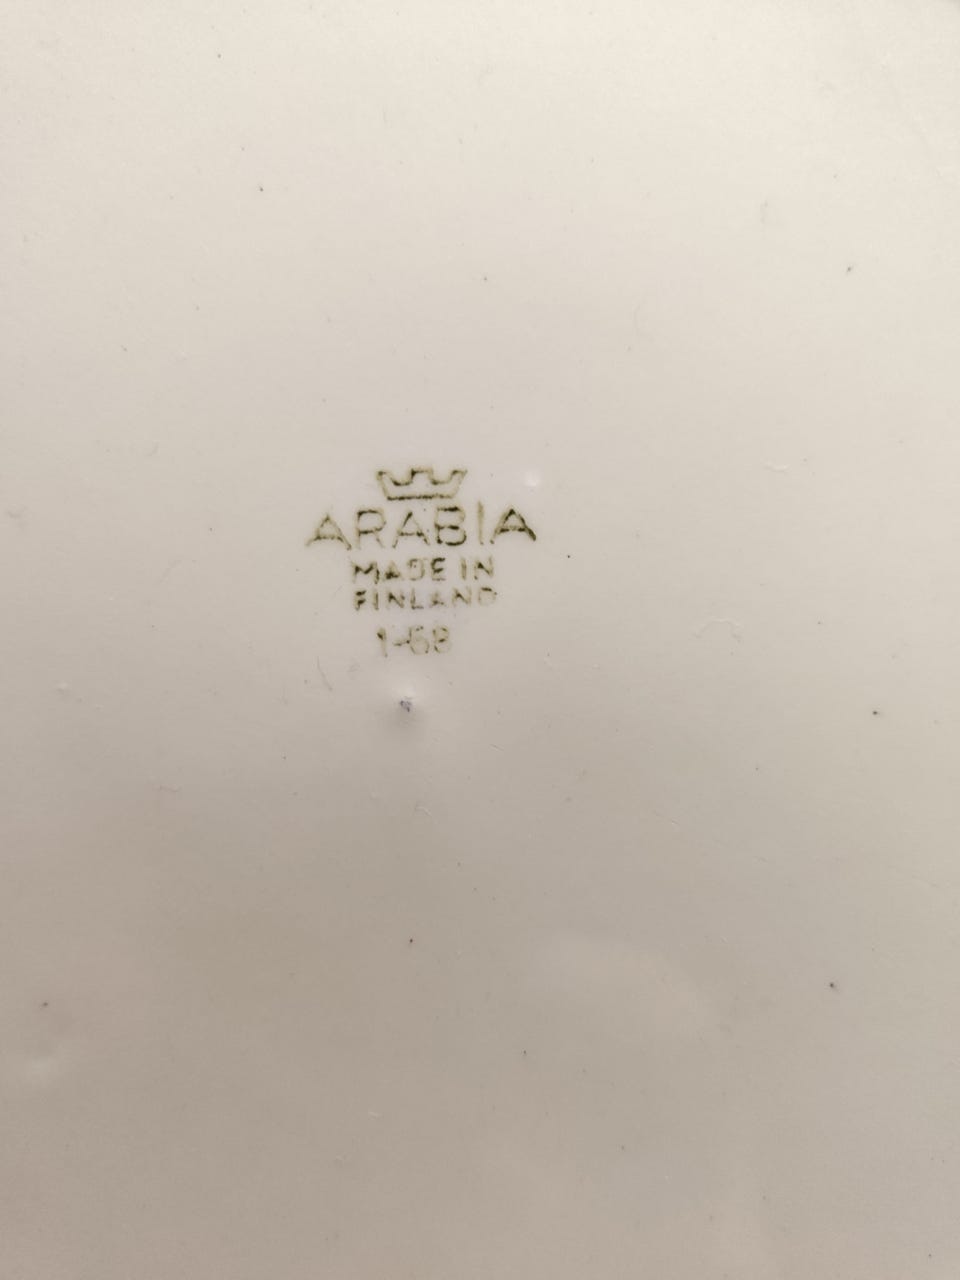 ARABIA
MADE IN
FINLAND
1-68